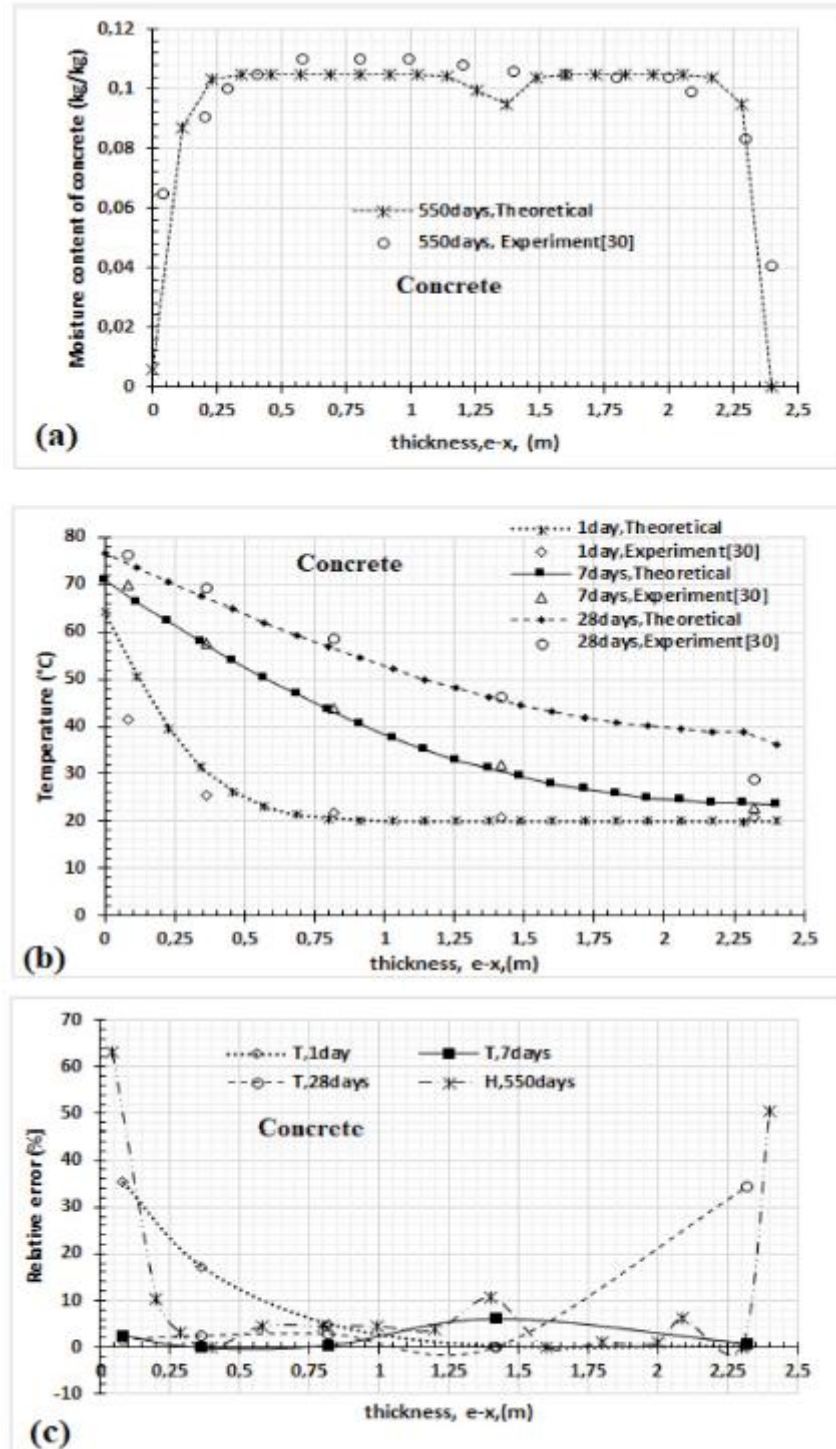 0,12
0,1
0,08
0,06
0,04
0,02
0
Moisture content of concrete (kg/kg)
550days,Theoretical
550days, Experiment[30]
Concrete
0 0,25 0,5 0,75 1 1,25 1,5 1,75 2 2,25 2,5
thickness,e-x, (m)
(a)
80
70
60
50
40
30
20
10
0
Temperature (°C)
Concrete
1day,Theoretical
1day,Experiment[30]
7days,Theoretical
7days,Experiment[30]
28days,Theoretical
28days,Experiment[30]
0 0,25 0,5 0,75 1 1,25 1,5 1,75 2 2,25 2,5
thickness, e-x,(m)
(b)
70
60
50
40
30
20
10
0
-10
Relative error (%)
T,1day T,7days
T,28days H,550days
Concrete
0 0,25 0,5 0,75 1 1,25 1,5 1,75 2 2,25 2,5
thickness, e-x,(m)
(c)